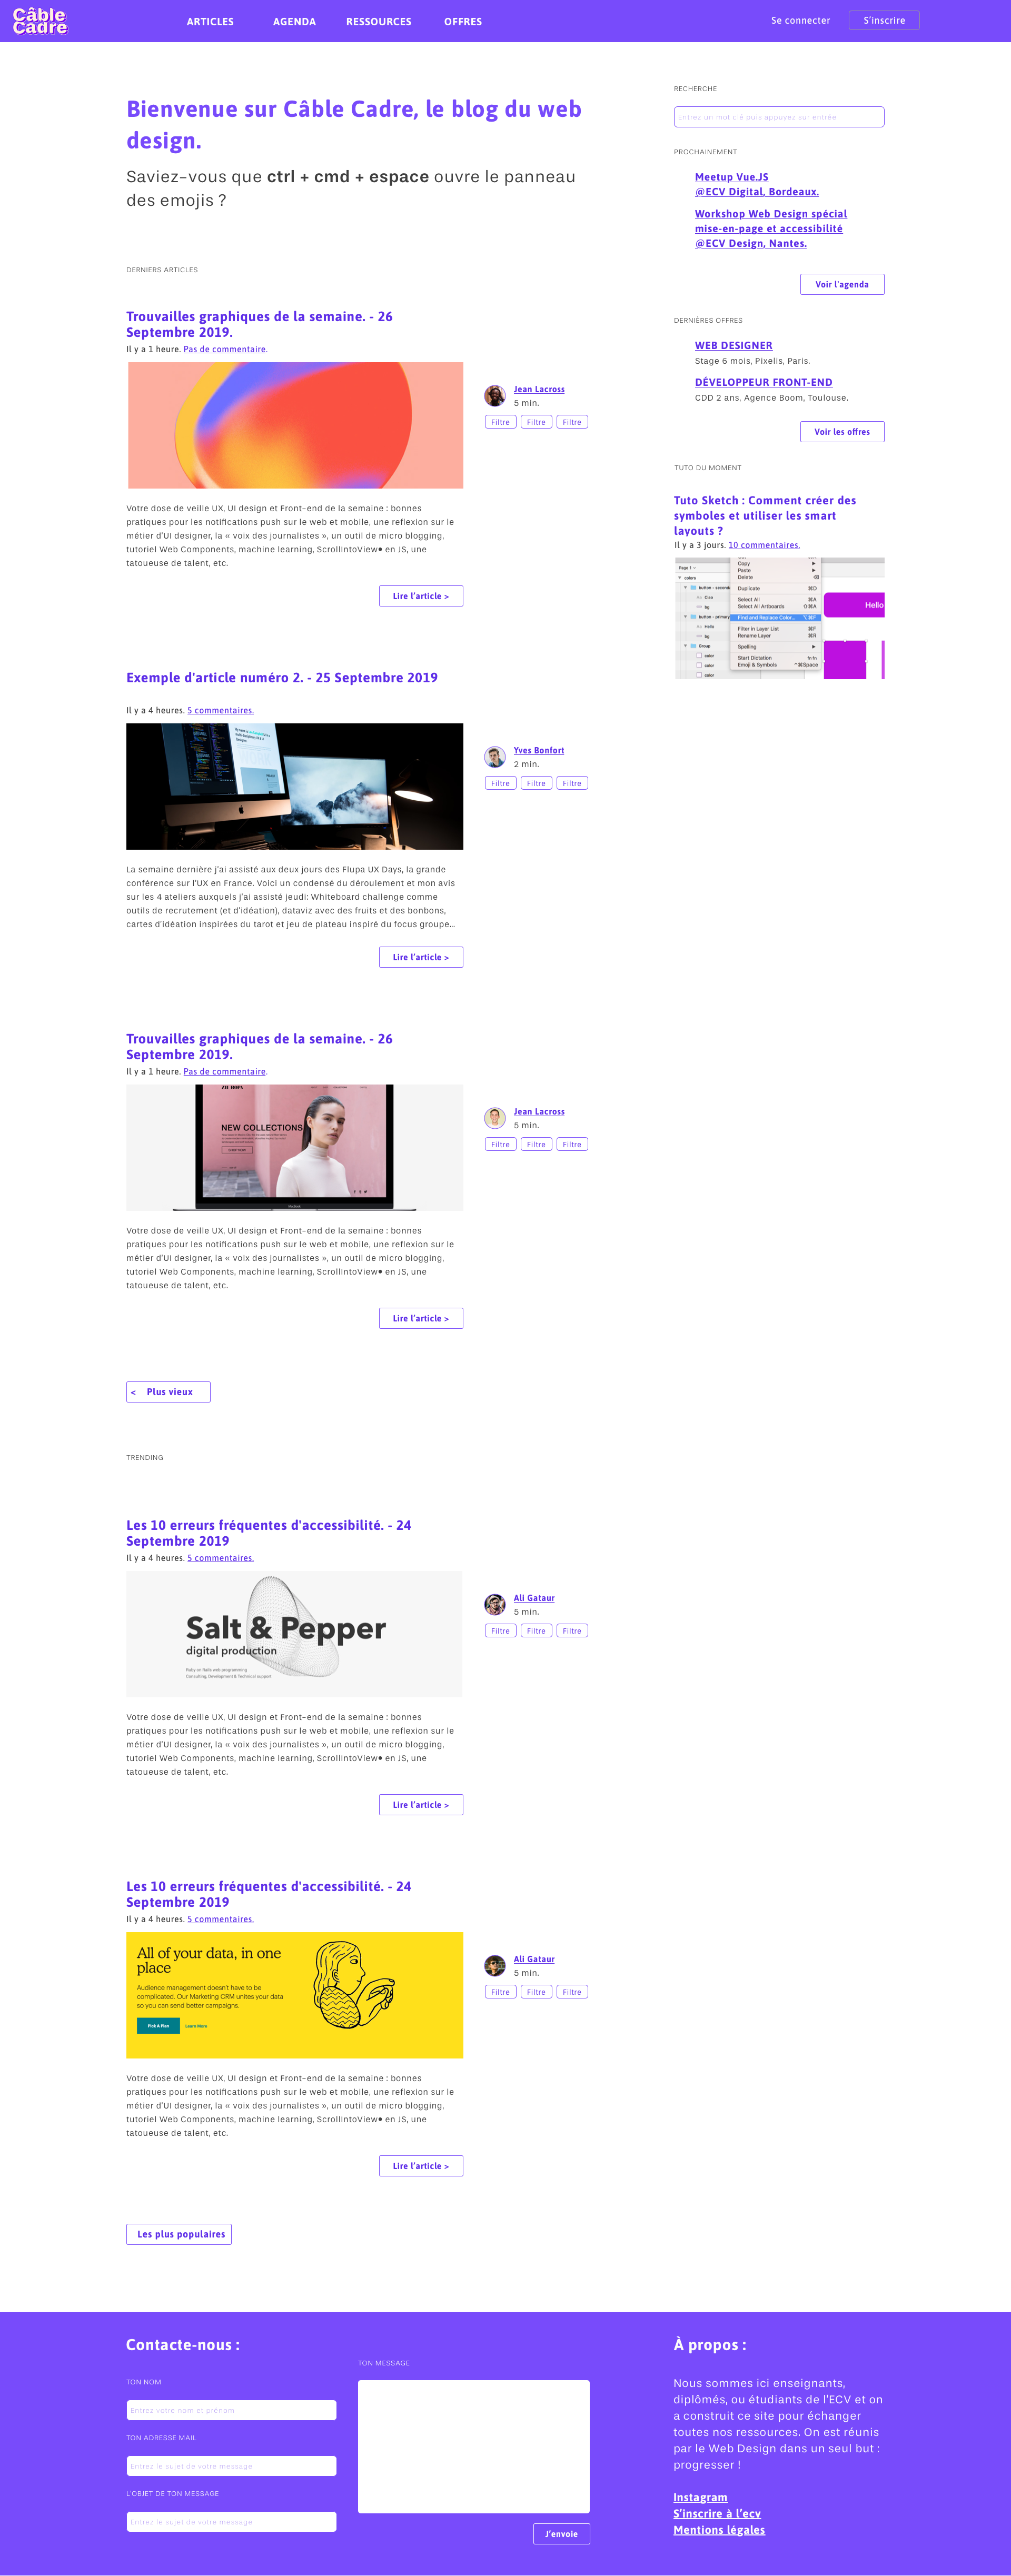 Câble
Cadre
ARTICLES
AGENDA
RESSOURCES
OFFRES
Se connecter
S'inscrire
Bienvenue sur Câble Cadre, le blog du web
design.
Saviez-vous que ctrl + cmd + espace ouvre le panneau
des emojis ?
DERNIERS ARTICLES
Trouvailles graphiques de la semaine. - 26
Septembre 2019.
Il y a 1 heure. Pas de commentaire.
Jean Lacross
5 min.
Filtre Filtre Filtre
Votre dose de veille UX, UI design et Front-end de la semaine : bonnes
pratiques pour les notifications push sur le web et mobile, une reflexion sur le
métier d'UI designer, la « voix des journalistes », un outil de micro blogging,
tutoriel Web Components, machine learning, ScrollIntoView• en JS, une
tatoueuse de talent, etc.
Lire l'article >
Exemple d'article numéro 2. - 25 Septembre 2019
Il y a 4 heures. 5 commentaires.
Yves Bonfort
2 min.
Filtre Filtre Filtre
La semaine dernière j'ai assisté aux deux jours des Flupa UX Days, la grande
conférence sur l'UX en France. Voici un condensé du déroulement et mon avis
sur les 4 ateliers auxquels j'ai assisté jeudi: Whiteboard challenge comme
outils de recrutement (et d'idéation), dataviz avec des fruits et des bonbons,
cartes d'idéation inspirées du tarot et jeu de plateau inspiré du focus groupe...
Lire l'article >
Trouvailles graphiques de la semaine. - 26
Septembre 2019.
Il y a 1 heure. Pas de commentaire.
NEW COLLECTIONS
SHOP NOW
Jean Lacross
5 min.
Filtre Filtre Filtre
Votre dose de veille UX, UI design et Front-end de la semaine : bonnes
pratiques pour les notifications push sur le web et mobile, une reflexion sur le
métier d'UI designer, la « voix des journalistes », un outil de micro blogging,
tutoriel Web Components, machine learning, ScrollIntoView• en JS, une
tatoueuse de talent, etc.
Lire l'article >
< Plus vieux
TRENDING
Les 10 erreurs fréquentes d'accessibilité. - 24
Septembre 2019
Il y a 4 heures. 5 commentaires.
Salt & Pepper
digital production
Ruby on Rails web programming
Consulting, Development & Technical support
Ali Gataur
5 min.
Filtre Filtre Filtre
Votre dose de veille UX, UI design et Front-end de la semaine : bonnes
pratiques pour les notifications push sur le web et mobile, une reflexion sur le
métier d'UI designer, la « voix des journalistes », un outil de micro blogging,
tutoriel Web Components, machine learning, ScrollIntoView• en JS, une
tatoueuse de talent, etc.
Lire l'article >
Les 10 erreurs fréquentes d'accessibilité. - 24
Septembre 2019
Il y a 4 heures. 5 commentaires.
All of your data, in one
place
Audience management doesn't have to be
complicated. Our Marketing CRM unites your data
so you can send better campaigns.
Pick A Plan
Learn More
Ali Gataur
5 min.
Filtre Filtre Filtre
Votre dose de veille UX, UI design et Front-end de la semaine : bonnes
pratiques pour les notifications push sur le web et mobile, une reflexion sur le
métier d'UI designer, la « voix des journalistes », un outil de micro blogging,
tutoriel Web Components, machine learning, ScrollIntoView• en JS, une
tatoueuse de talent, etc.
Lire l'article >
Les plus populaires
RECHERCHE
Entrez un mot clé puis appuyez sur entrée
PROCHAINEMENT
Meetup Vue.JS
@ECV Digital, Bordeaux.
Workshop Web Design spécial
mise-en-page et accessibilité
@ECV Design, Nantes.
Voir l'agenda
DERNIÈRES OFFRES
WEB DESIGNER
Stage 6 mois, Pixelis, Paris.
DÉVELOPPEUR FRONT-END
CDD 2 ans, Agence Boom, Toulouse.
Voir les offres
TUTO DU MOMENT
Tuto Sketch : Comment créer des
symboles et utiliser les smart
layouts ?
Il y a 3 jours. 10 commentaires.
Page 1
colors
button - second
Ciao
bg
button - primary
Hello
bg
Group
color
color
color
Copy
Paste
Delete
Duplicate ⌘D
Select All ⌘A
Select All Artboards ⇧⌘A
Find and Replace Color... ⌥⌘F
Filter in Layer List ⌘F
Rename Layer ⌘R
Spelling
Start Dictation fn fn
Emoji & Symbols ^⌘Space
Hello
Contacte-nous :
TON NOM
Entrez votre nom et prénom
TON ADRESSE MAIL
Entrez le sujet de votre message
L'OBJET DE TON MESSAGE
Entrez le sujet de votre message
TON MESSAGE
J'envoie
À propos :
Nous sommes ici enseignants,
diplômés, ou étudiants de l'ECV et on
a construit ce site pour échanger
toutes nos ressources. On est réunis
par le Web Design dans un seul but :
progresser !
Instagram
S'inscrire à l'ecv
Mentions légales